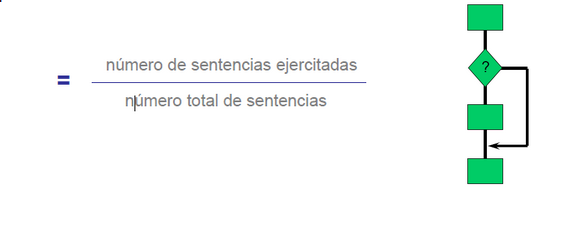 =
número de sentencias ejercitadas
número total de sentencias
?